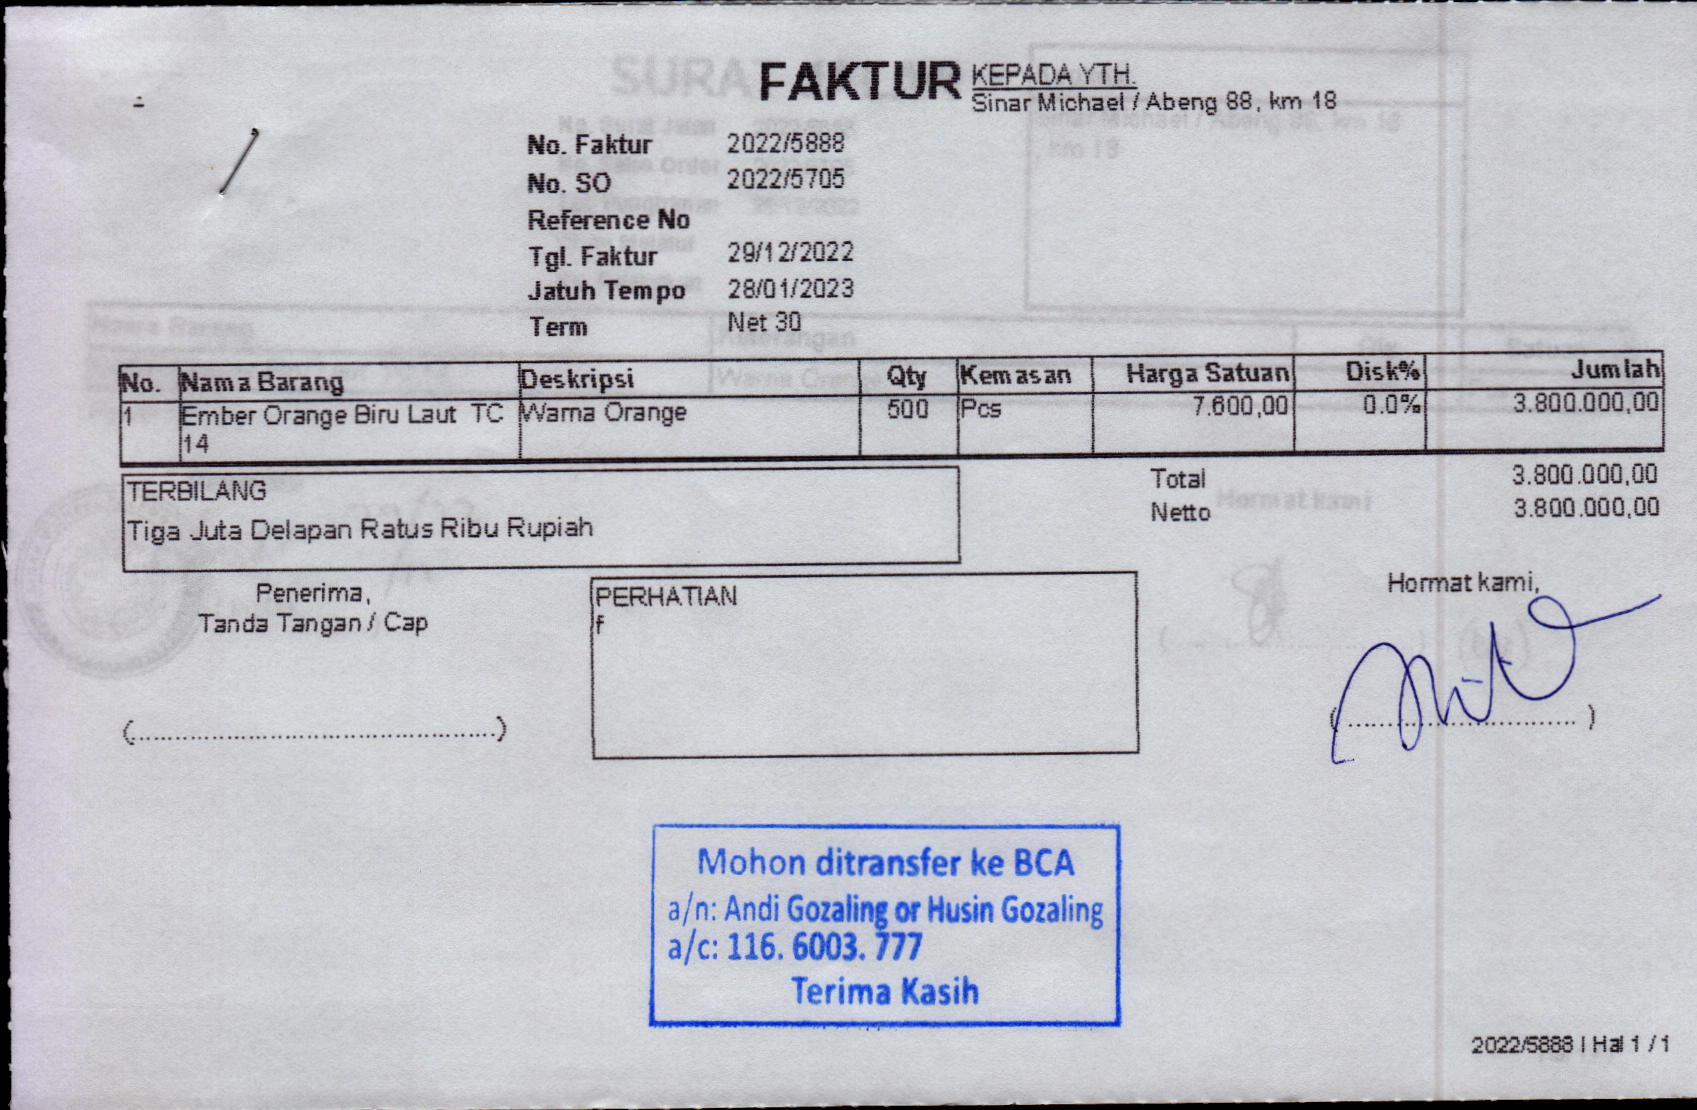 FAKTUR
KEPADA YTH.
Sinar Michael / Abeng 88, km 18
No. Faktur 2022/5888
No. SO 2022/5705
Reference No
Tgl. Faktur 29/12/2022
Jatuh Tempo 28/01/2023
Term Net 30
No. Nama Barang Deskripsi Qty Kemasan Harga Satuan Disk% Jumlah
1 Ember Orange Biru Laut TC Warna Orange 500 Pcs 7.600,00 0.0% 3.800.000,00
14
TERBILANG
Tiga Juta Delapan Ratus Ribu Rupiah
Total 3.800.000,00
Netto 3.800.000,00
Penerima,
Tanda Tangan / Cap
(..............................................)
PERHATIAN
f
Hormat kami,
( .............................. )
Mohon ditransfer ke BCA
a/n: Andi Gozaling or Husin Gozaling
a/c: 116. 6003. 777
Terima Kasih
2022/5888 | Hal 1 / 1